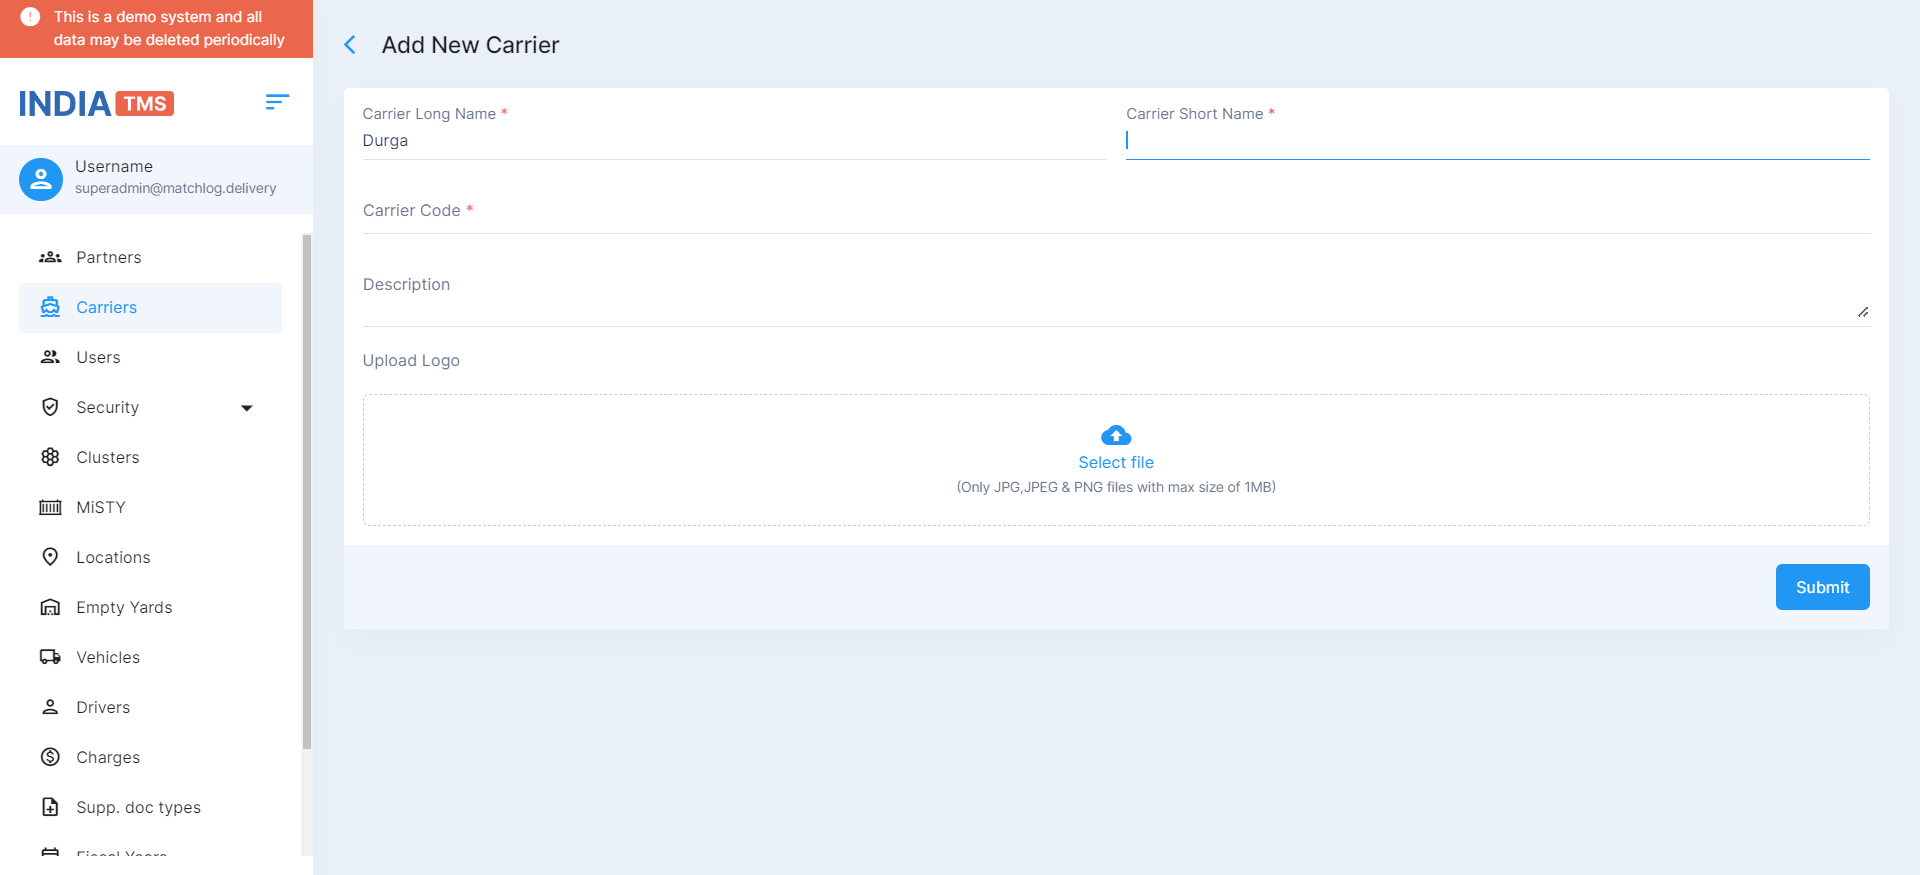 This is a demo system and all
data may be deleted periodically
INDIA TMS
Username
superadmin@matchlog.delivery
Partners
Carriers
Users
Security
Clusters
MiSTY
Locations
Empty Yards
Vehicles
Drivers
Charges
Supp. doc types
Fiscal Years
Add New Carrier
Carrier Long Name *
Durga
Carrier Short Name *
Carrier Code *
Description
Upload Logo
Select file
(Only JPG,JPEG & PNG files with max size of 1MB)
Submit